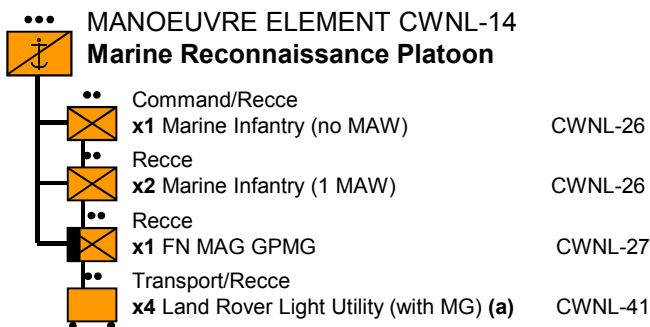 MANOEUVRE ELEMENT CWNL-14
Marine Reconnaissance Platoon
Command/Recce
x1 Marine Infantry (no MAW) CWNL-26
Recce
x2 Marine Infantry (1 MAW) CWNL-26
Recce
x1 FN MAG GPMG CWNL-27
Transport/Recce
x4 Land Rover Light Utility (with MG) (a) CWNL-41